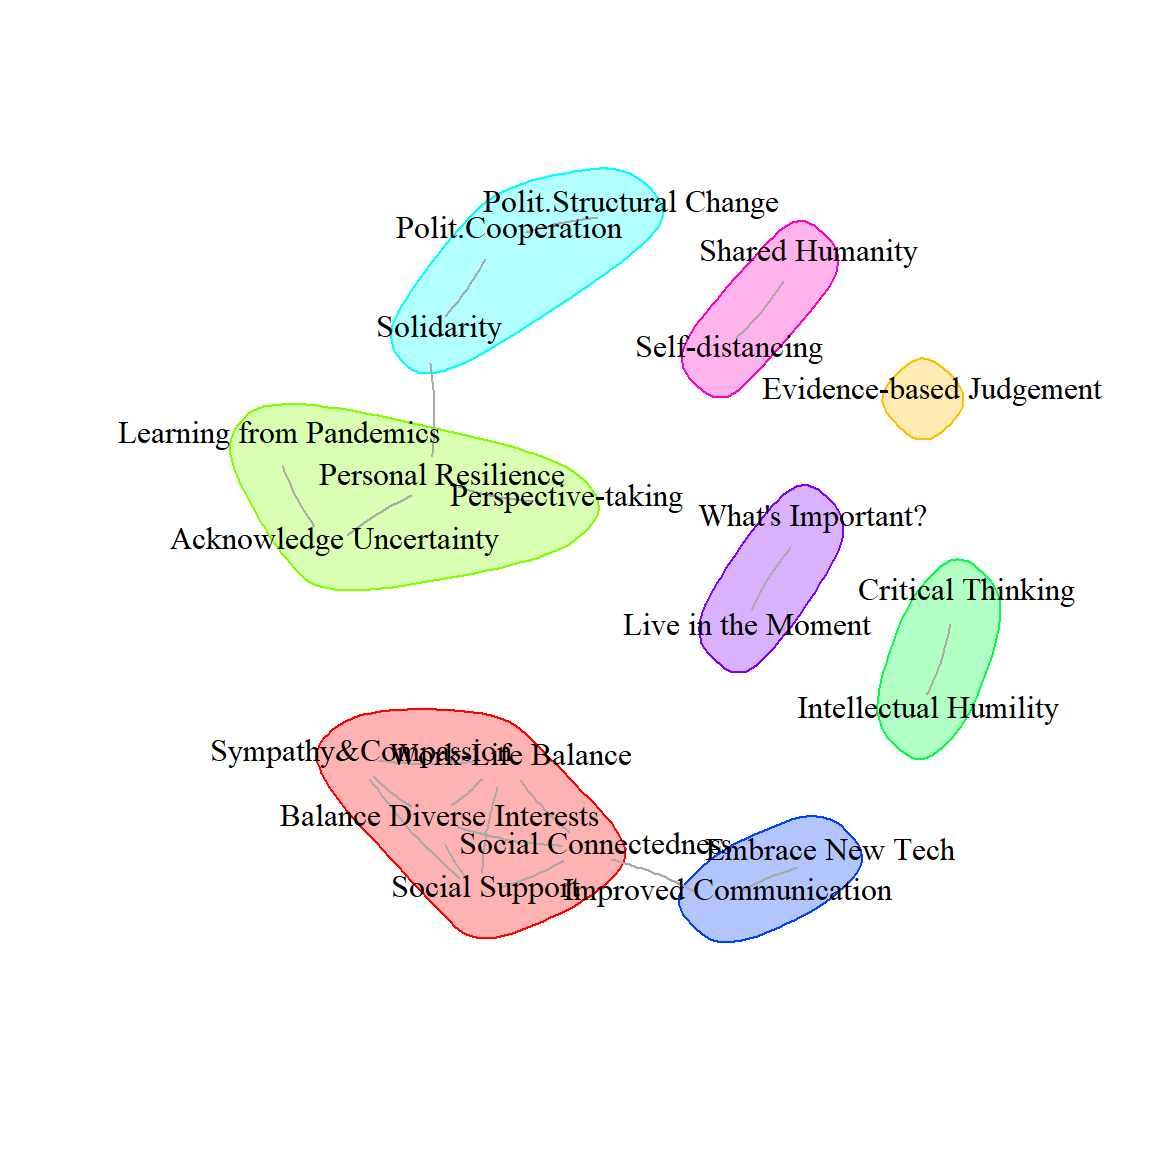 Polit.Structural Change
Polit.Cooperation
Shared Humanity
Solidarity
Self-distancing
Evidence-based Judgement
Learning from Pandemics
Personal Resilience
Perspective-taking
What's Important?
Acknowledge Uncertainty
Critical Thinking
Live in the Moment
Intellectual Humility
Sympathy&Compassion
Work-Life Balance
Balance Diverse Interests
Social Connectedness
Embrace New Tech
Social Support
Improved Communication